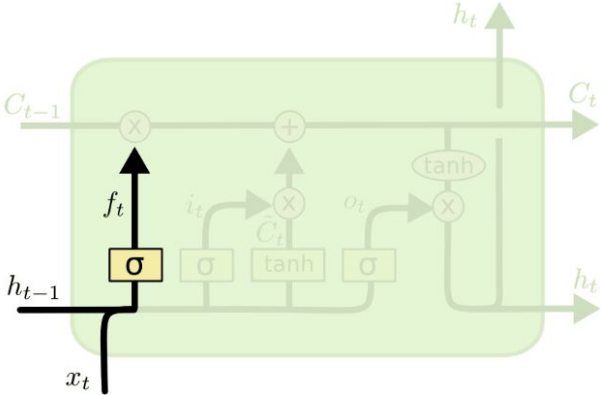 h_t
C_{t-1} x + C_t
tanh
f_t i_t x o_t x
C̃_t
σ σ tanh σ
h_{t-1} h_t
x_t